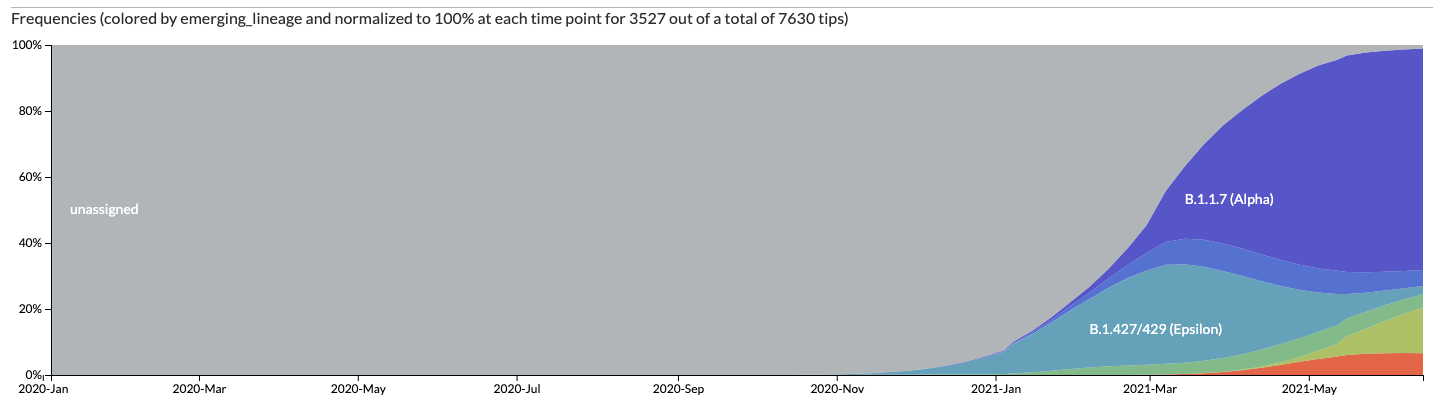 Frequencies (colored by emerging_lineage and normalized to 100% at each time point for 3527 out of a total of 7630 tips)
100%
80%
60%
40%
20%
0%
unassigned
B.1.1.7 (Alpha)
B.1.427/429 (Epsilon)
2020-Jan 2020-Mar 2020-May 2020-Jul 2020-Sep 2020-Nov 2021-Jan 2021-Mar 2021-May